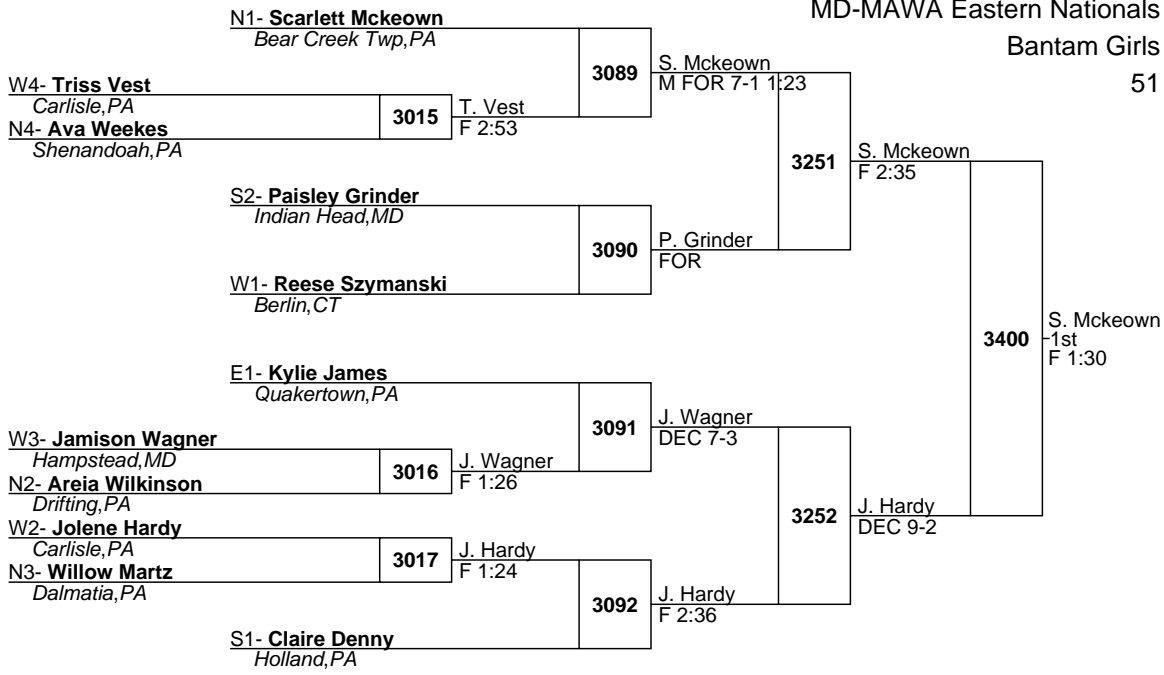 MD-MAWA Eastern Nationals
Bantam Girls
51
N1- Scarlett Mckeown
Bear Creek Twp,PA
3089
S. Mckeown
M FOR 7-1 1:23
W4- Triss Vest
Carlisle,PA
3015
T. Vest
F 2:53
N4- Ava Weekes
Shenandoah,PA
3251
S. Mckeown
F 2:35
S2- Paisley Grinder
Indian Head,MD
3090
P. Grinder
FOR
W1- Reese Szymanski
Berlin,CT
3400
S. Mckeown
1st
F 1:30
E1- Kylie James
Quakertown,PA
3091
J. Wagner
DEC 7-3
W3- Jamison Wagner
Hampstead,MD
3016
J. Wagner
F 1:26
N2- Areia Wilkinson
Drifting,PA
3252
J. Hardy
DEC 9-2
W2- Jolene Hardy
Carlisle,PA
3017
J. Hardy
F 1:24
N3- Willow Martz
Dalmatia,PA
3092
J. Hardy
F 2:36
S1- Claire Denny
Holland,PA